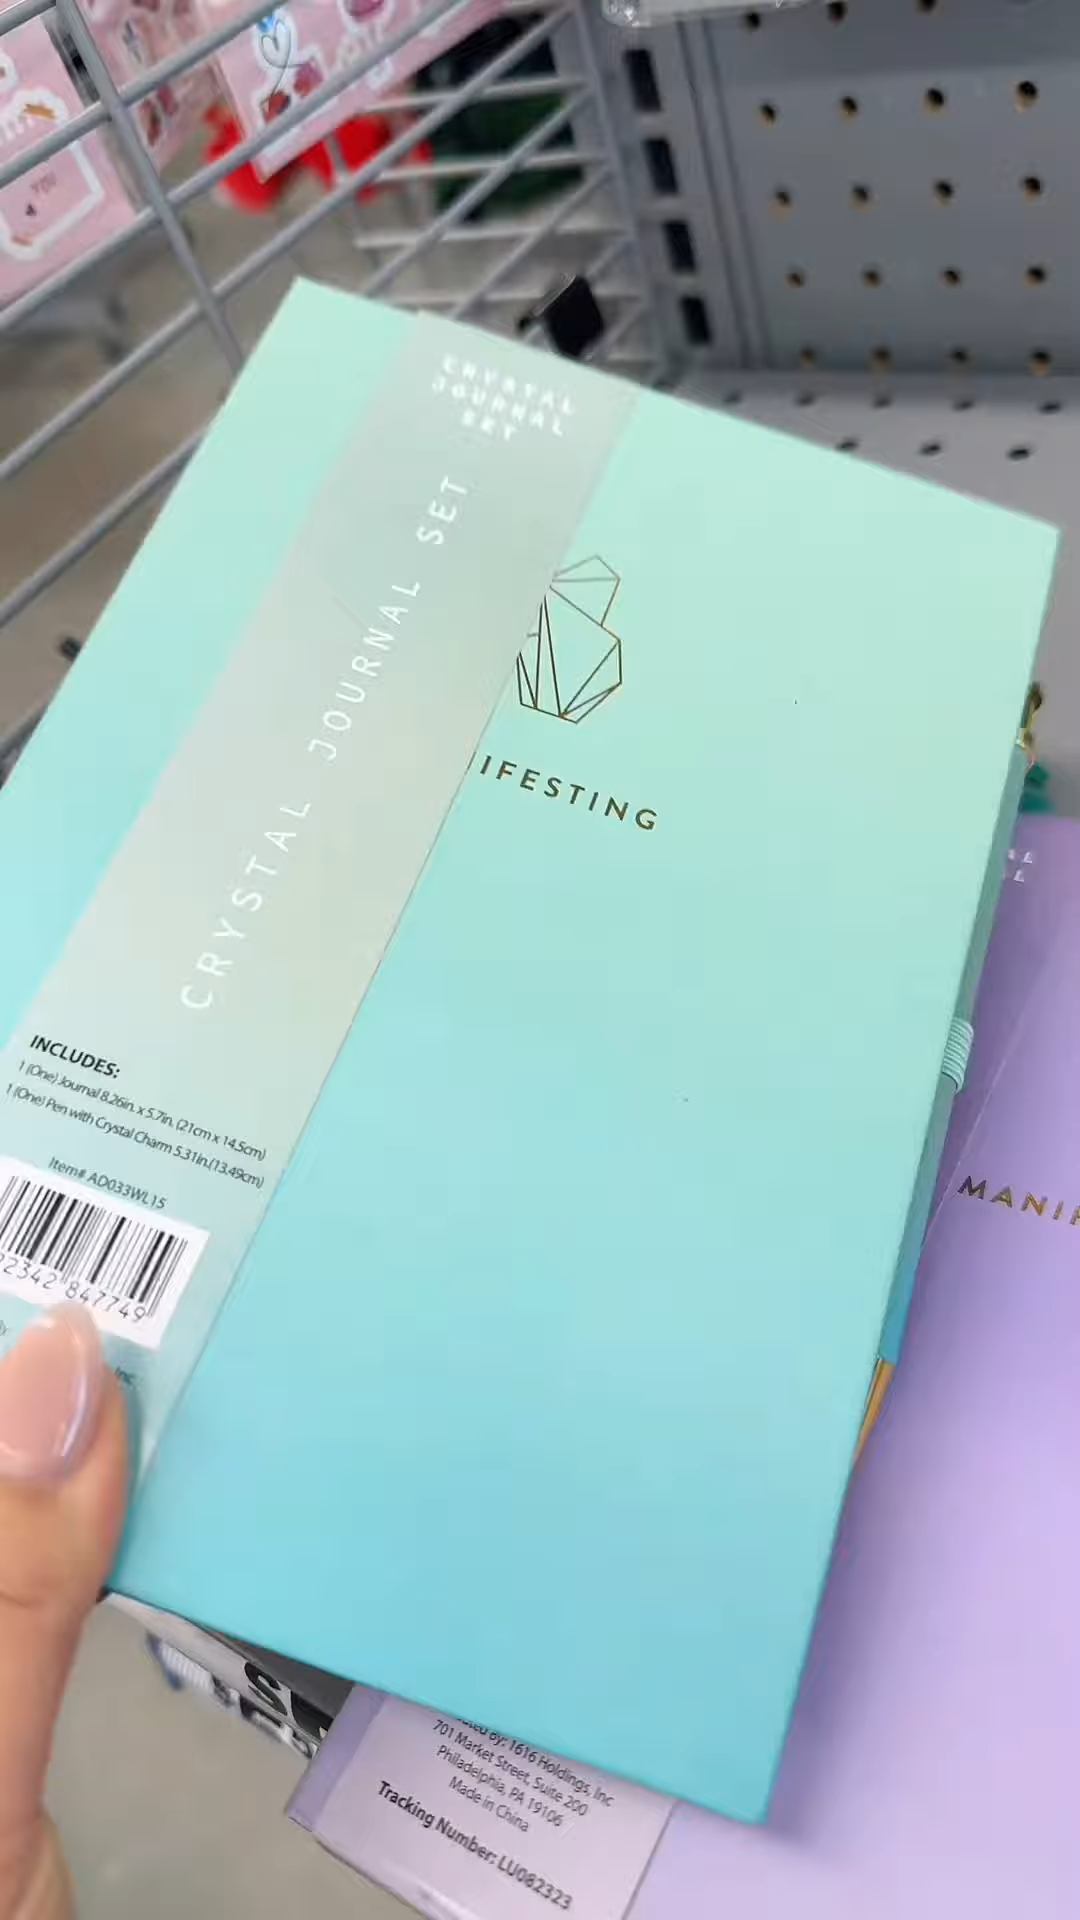 CRYSTAL
JOURNAL
SET
CRYSTAL JOURNAL SET
IFESTING
INCLUDES:
1 (One) Journal 8.26in. x 5.7in. (21cm x 14.5cm)
1 (One) Pen with Crystal Charm 5.31in.(13.49cm)
Item# AD033WL15
2342 847749
Inc
MANIF
by: 1616 Holdings, Inc
701 Market Street, Suite 200
Philadelphia, PA 19106
Made in China
Tracking Number: LU082323